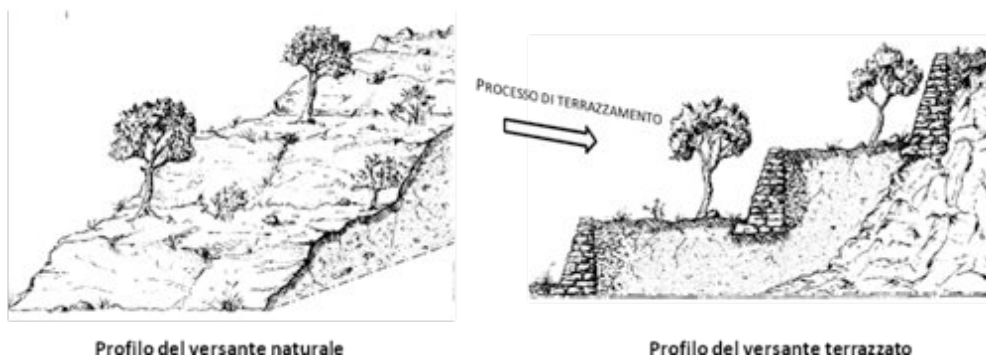 PROCESSO DI TERRAZZAMENTO
Profilo del versante naturale
Profilo del versante terrazzato